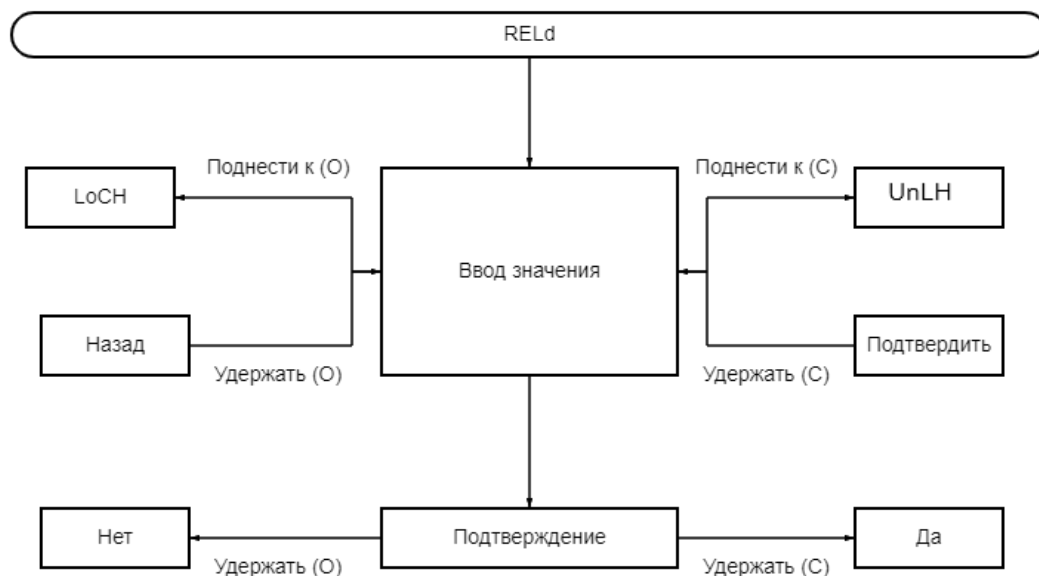 RELd
Поднести к (О)
Поднести к (С)
LoCH
UnLH
Ввод значения
Назад
Подтвердить
Удержать (О)
Удержать (С)
Нет
Подтверждение
Да
Удержать (О)
Удержать (С)